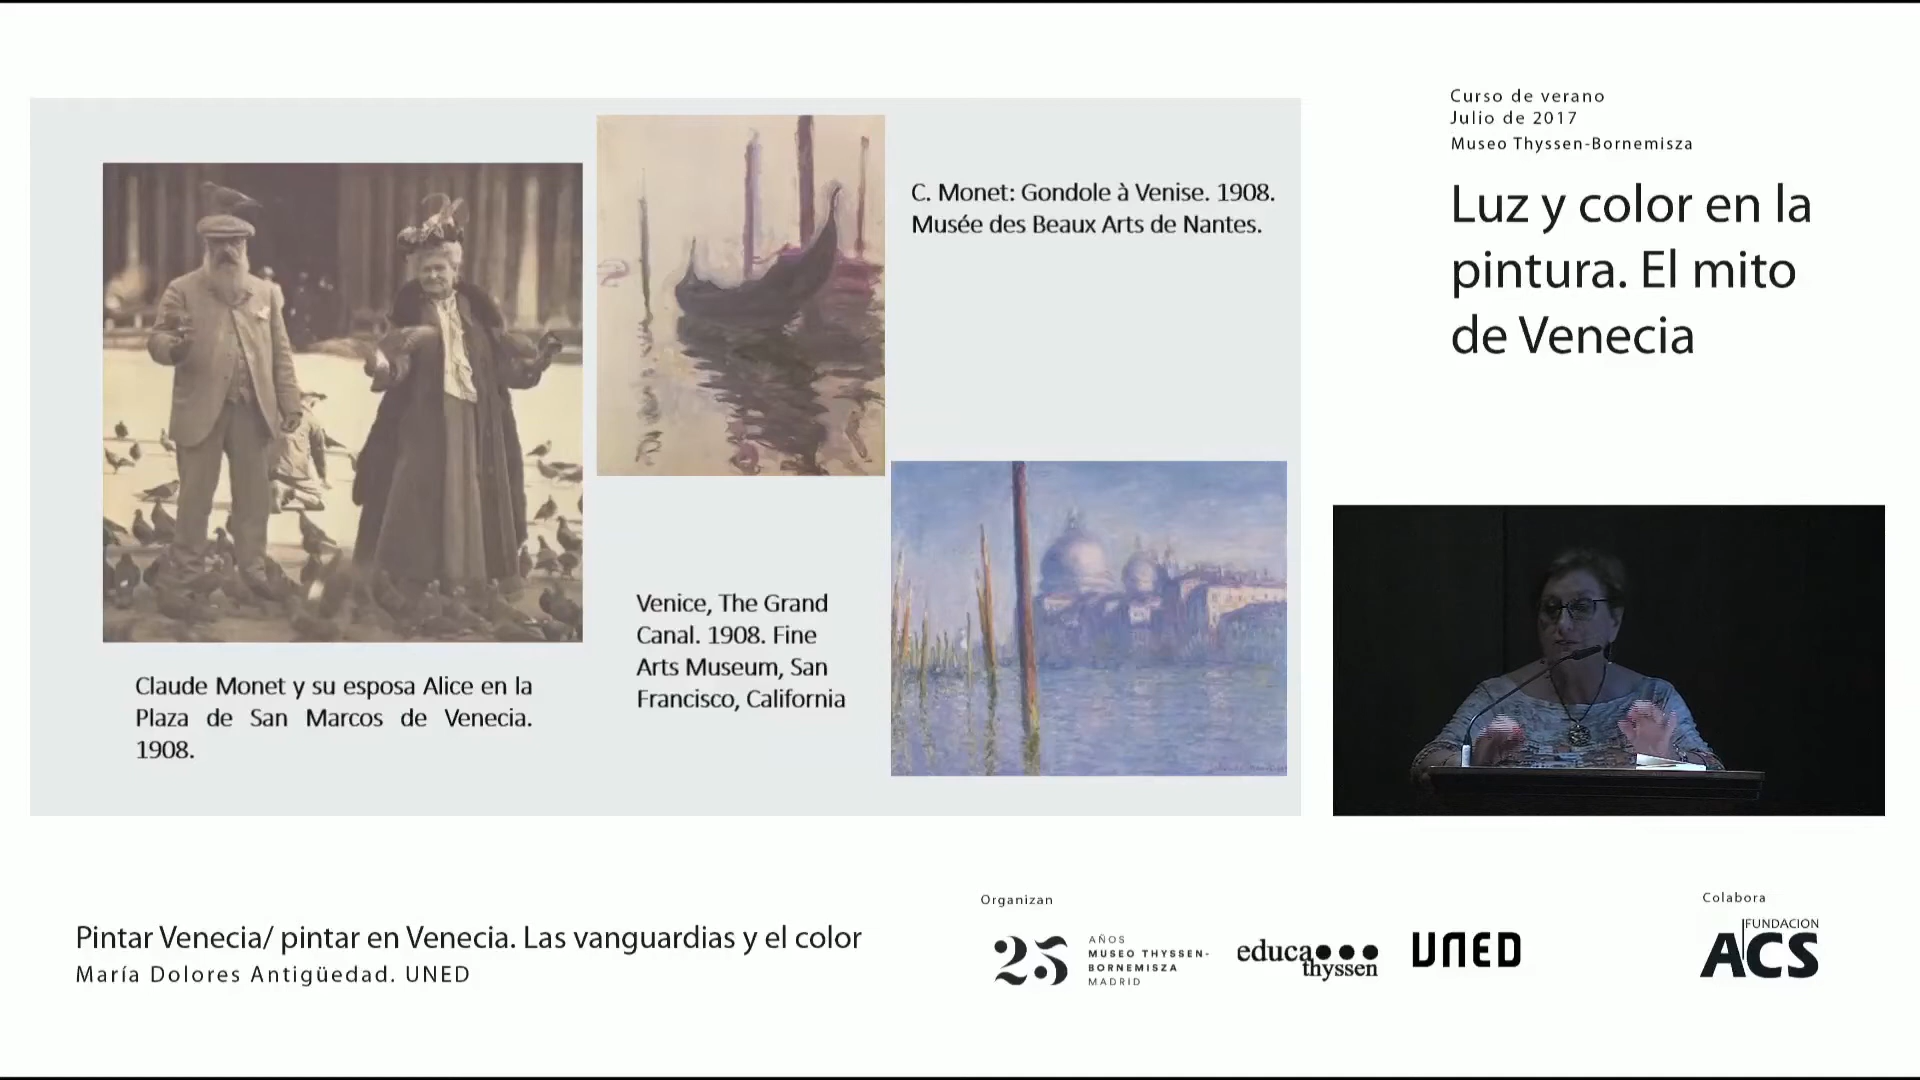 Curso de verano
Julio de 2017
Museo Thyssen-Bornemisza
Luz y color en la
pintura. El mito
de Venecia
C. Monet: Gondole à Venise. 1908.
Musée des Beaux Arts de Nantes.
Venice, The Grand
Canal. 1908. Fine
Arts Museum, San
Francisco, California
Claude Monet y su esposa Alice en la
Plaza de San Marcos de Venecia.
1908.
Pintar Venecia/ pintar en Venecia. Las vanguardias y el color
María Dolores Antigüedad. UNED
Organizan
25
AÑOS
MUSEO THYSSEN-
BORNEMISZA
MADRID
educa
thyssen
UNED
Colabora
FUNDACION
ACS